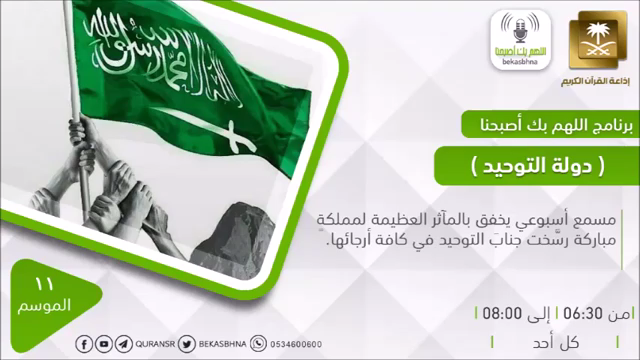 اللهم بك أصبحنا
bekasbhna
إذاعة القرآن الكريم
برنامج اللهم بك أصبحنا
( دولة التوحيد )
مسمع أسبوعي يخفق بالمآثر العظيمة لمملكةٍ
مباركة رسَّخت جنابَ التوحيد في كافة أرجائها.
من 06:30 إلى 08:00
كل أحد
١١
الموسم
QURANSR
BEKASBHNA
0534600600
لا إله إلا الله محمد رسول الله